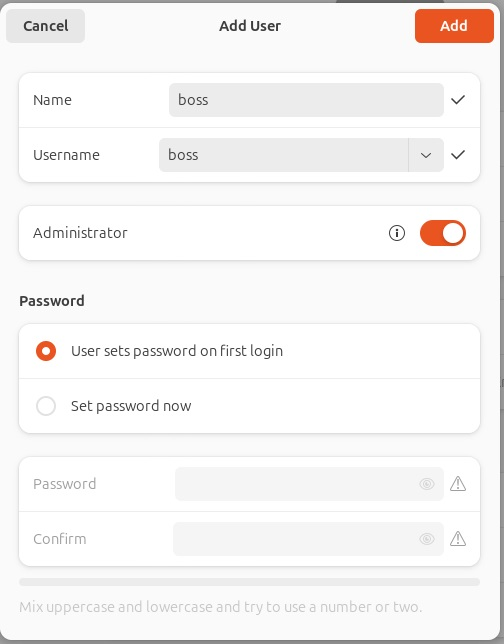 Cancel Add User Add
Name boss
Username boss
Administrator
Password
User sets password on first login
Set password now
Password
Confirm
Mix uppercase and lowercase and try to use a number or two.